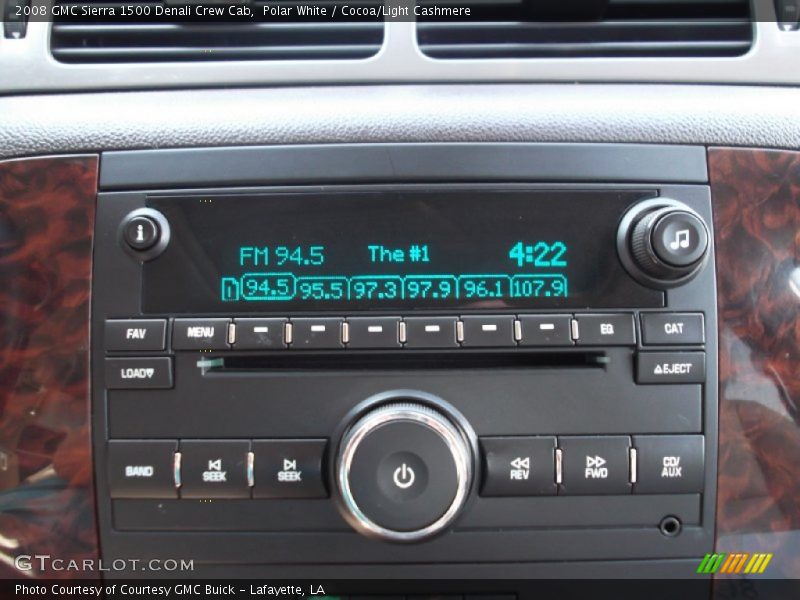 2008 GMC Sierra 1500 Denali Crew Cab, Polar White / Cocoa/Light Cashmere
i
FM 94.5 The #1 4:22
1 94.5 95.5 97.3 97.9 96.1 107.9
FAV MENU EQ CAT
LOAD EJECT
BAND SEEK SEEK REV FWD CD/AUX
GTCARLOT.COM
Photo Courtesy of Courtesy GMC Buick - Lafayette, LA